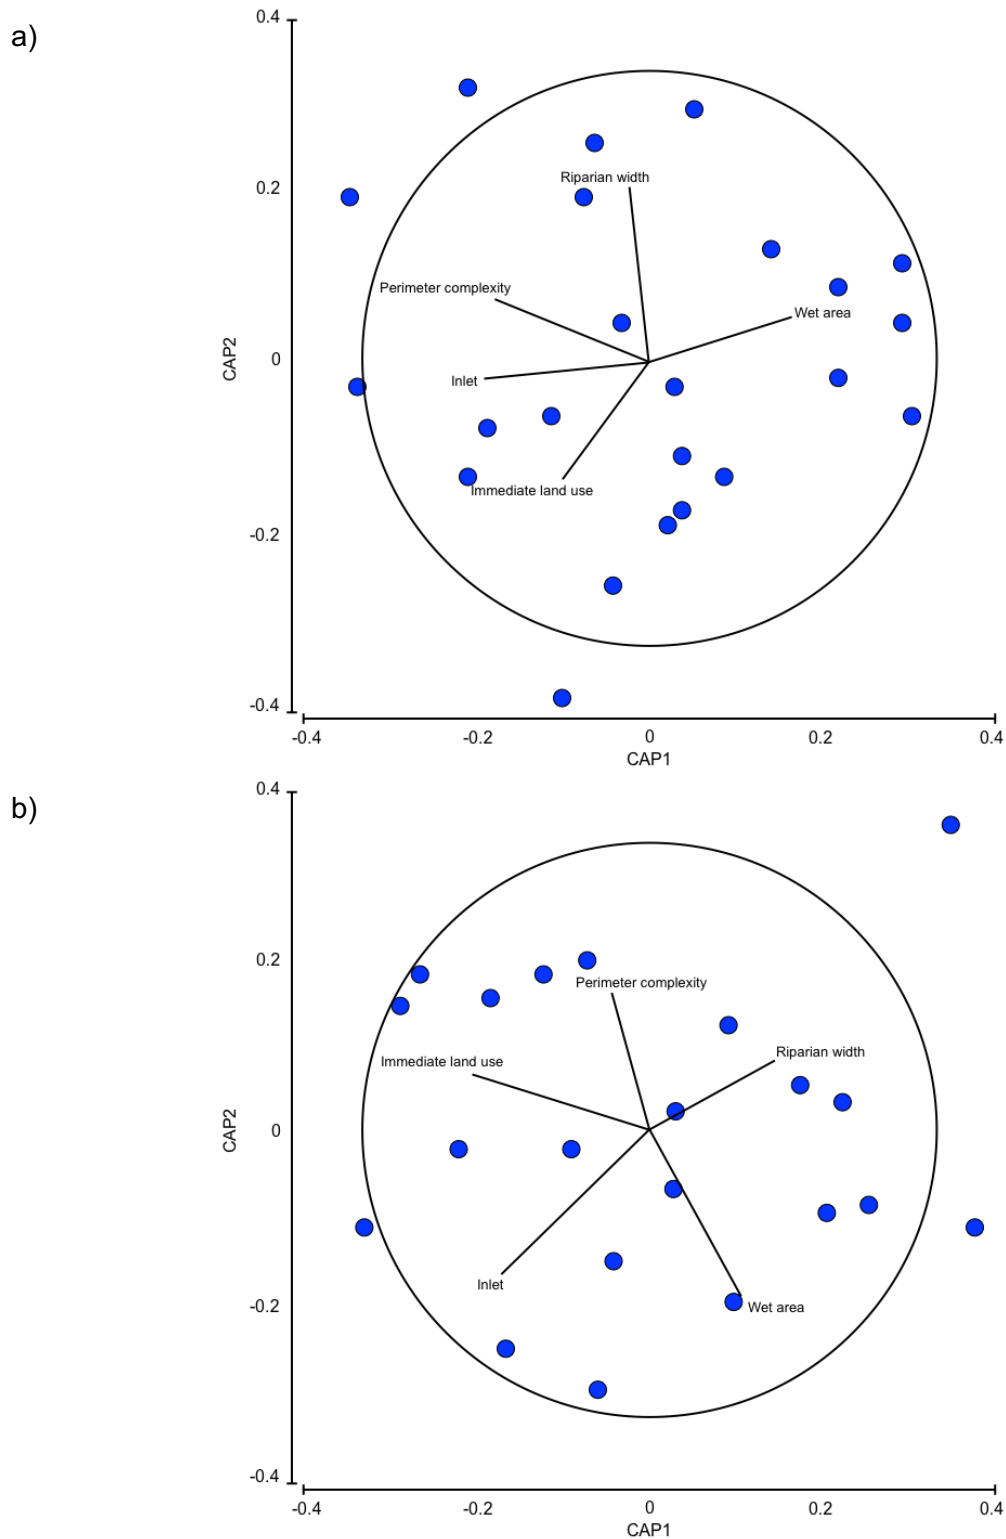 a)
0.4
0.2
0
-0.2
-0.4
CAP2
Riparian width
Perimeter complexity
Wet area
Inlet
Immediate land use
-0.4 -0.2 0 0.2 0.4
CAP1
b)
0.4
0.2
0
-0.2
-0.4
CAP2
Perimeter complexity
Riparian width
Immediate land use
Inlet
Wet area
-0.4 -0.2 0 0.2 0.4
CAP1